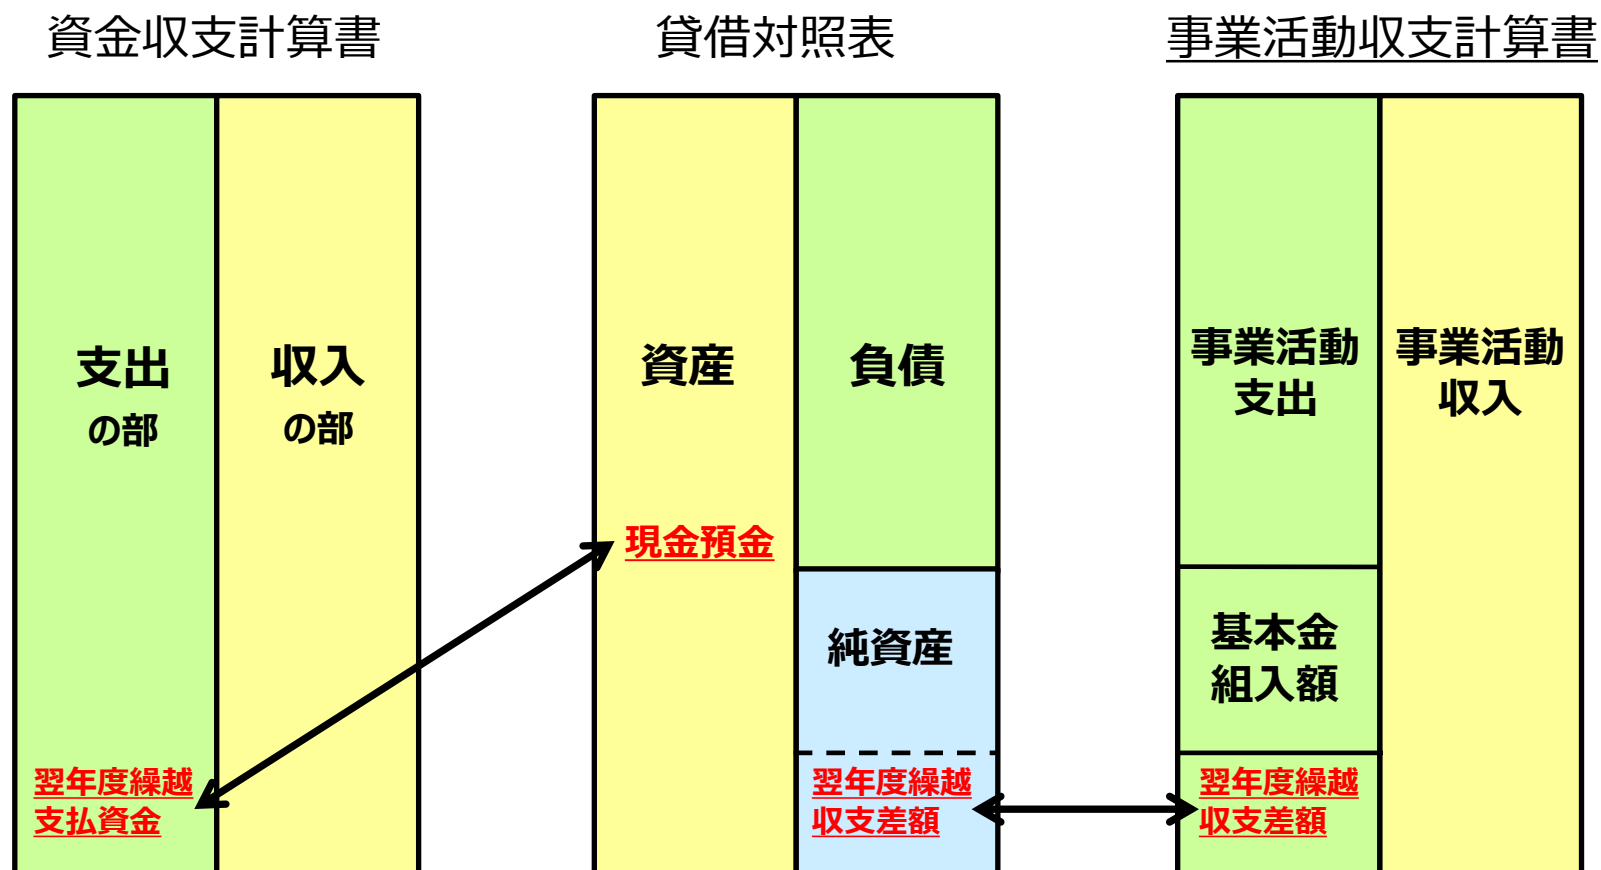 資金収支計算書
貸借対照表
事業活動収支計算書
支出
の部
収入
の部
資産
負債
事業活動
支出
事業活動
収入
現金預金
純資産
基本金
組入額
翌年度繰越
支払資金
翌年度繰越
収支差額
翌年度繰越
収支差額